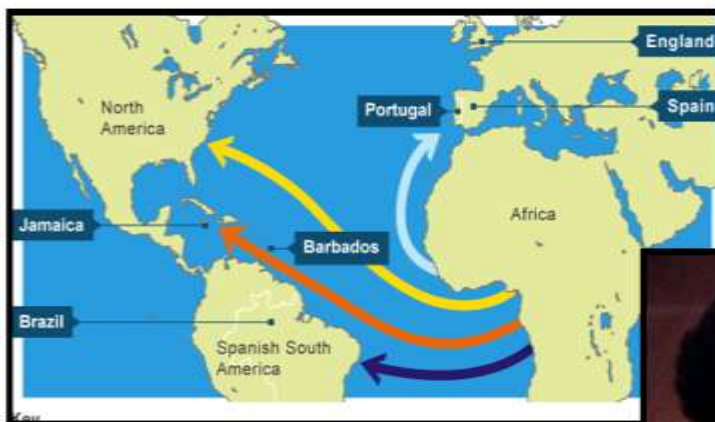 England
North
America
Portugal
Spain
Africa
Jamaica
Barbados
Brazil
Spanish South
America
Key